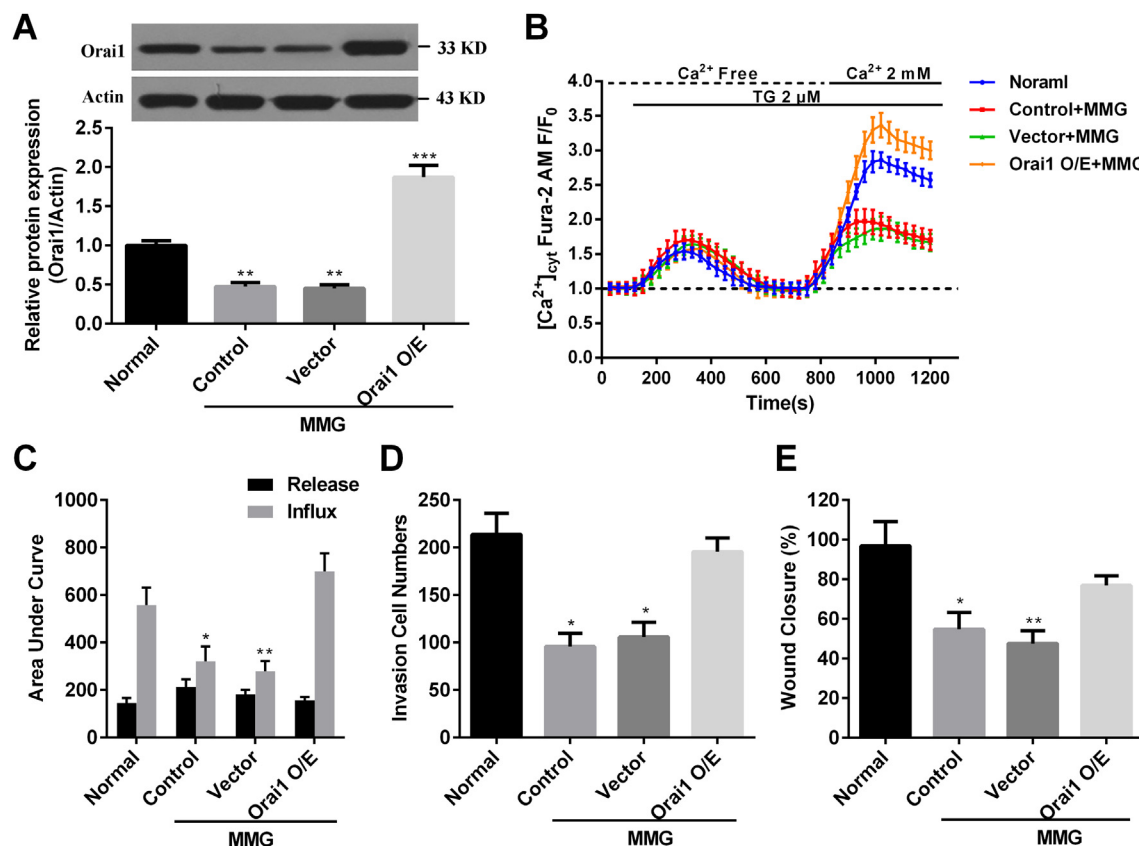 A
Orai1
33 KD
Actin
43 KD
Relative protein expression
(Orai1/Actin)
2.5
2.0
1.5
1.0
0.5
0.0
**
**
***
Normal
Control
Vector
Orai1 O/E
MMG
B
[Ca²⁺]cyt Fura-2 AM F/F₀
4.0
3.5
3.0
2.5
2.0
1.5
1.0
0.5
0.0
Ca²⁺ Free
Ca²⁺ 2 mM
TG 2 μM
0
200
400
600
800
1000
1200
Time(s)
Noraml
Control+MMG
Vector+MMG
Orai1 O/E+MMG
C
Area Under Curve
1000
800
600
400
200
0
Release
Influx
*
**
Normal
Control
Vector
Orai1 O/E
MMG
D
Invasion Cell Numbers
250
200
150
100
50
0
*
*
Normal
Control
Vector
Orai1 O/E
MMG
E
Wound Closure (%)
120
100
80
60
40
20
0
*
**
Normal
Control
Vector
Orai1 O/E
MMG